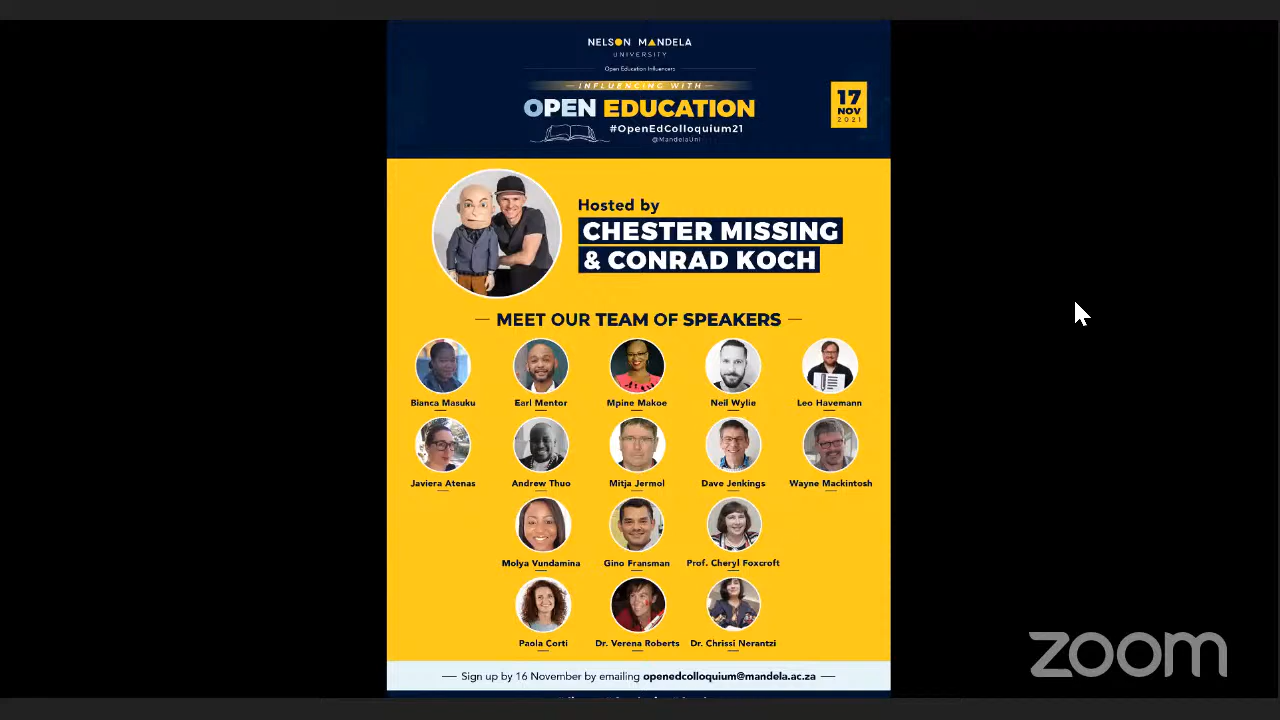 NELSON MANDELA
UNIVERSITY
Open Education Influencers
INFLUENCING WITH
OPEN EDUCATION
#OpenEdColloquium21
@MandelaUni
17
NOV
2021
Hosted by
CHESTER MISSING
& CONRAD KOCH
MEET OUR TEAM OF SPEAKERS
Bianca Masuku Earl Mentor Mpine Makoe Neil Wylie Leo Havemann
Javiera Atenas Andrew Thuo Mitja Jermol Dave Jenkings Wayne Mackintosh
Molya Vundamina Gino Fransman Prof. Cheryl Foxcroft
Paola Corti Dr. Verena Roberts Dr. Chrissi Nerantzi
Sign up by 16 November by emailing openedcolloquium@mandela.ac.za
zoom